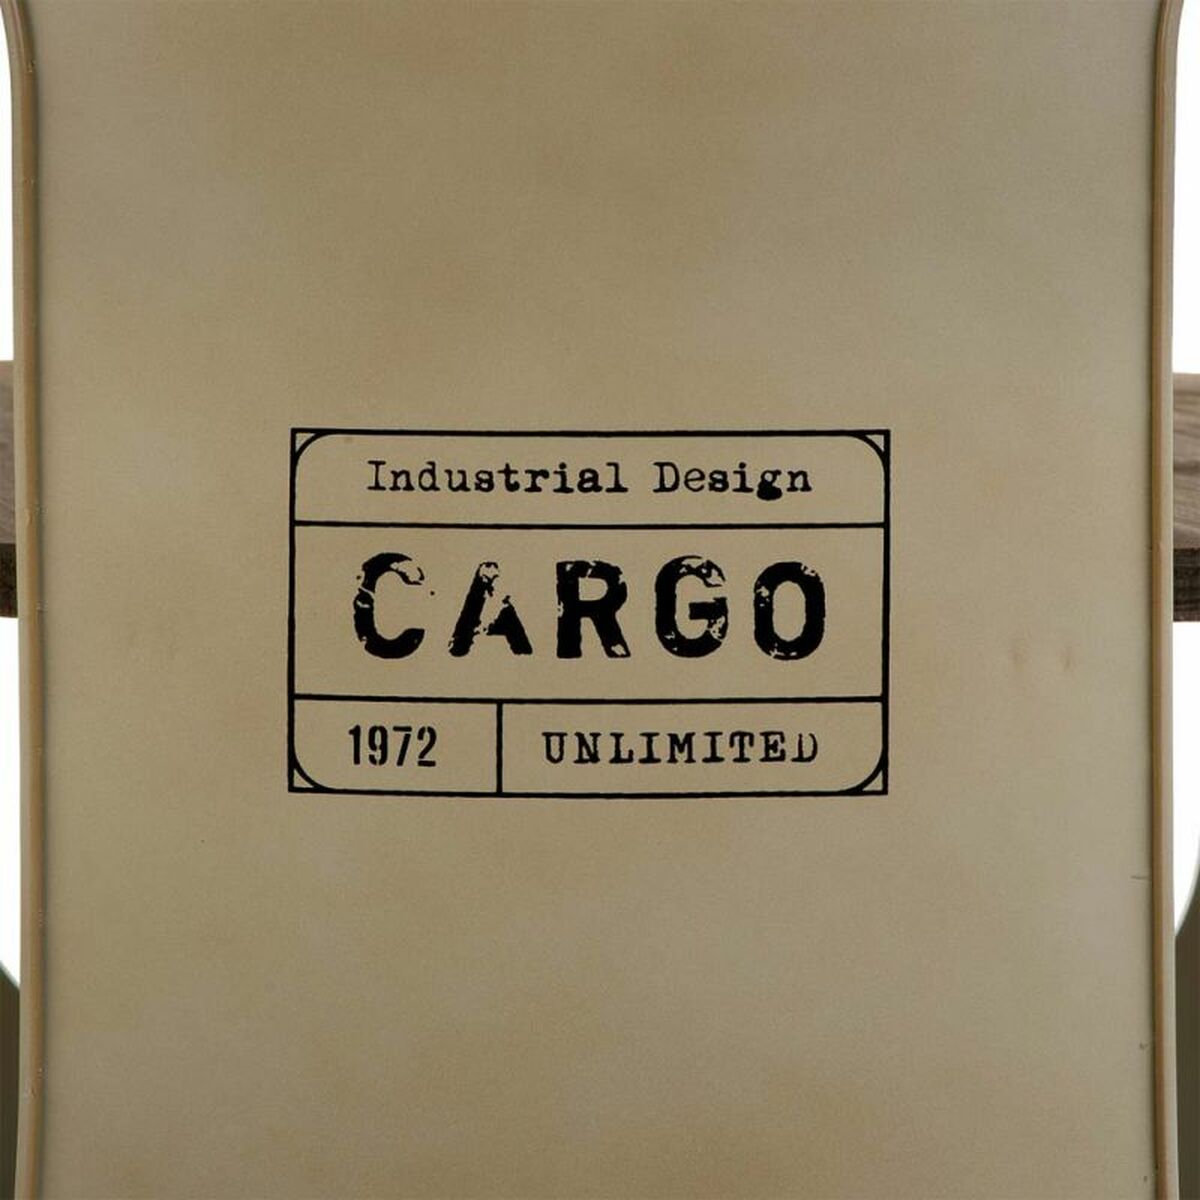 Industrial Design
CARGO
1972 UNLIMITED